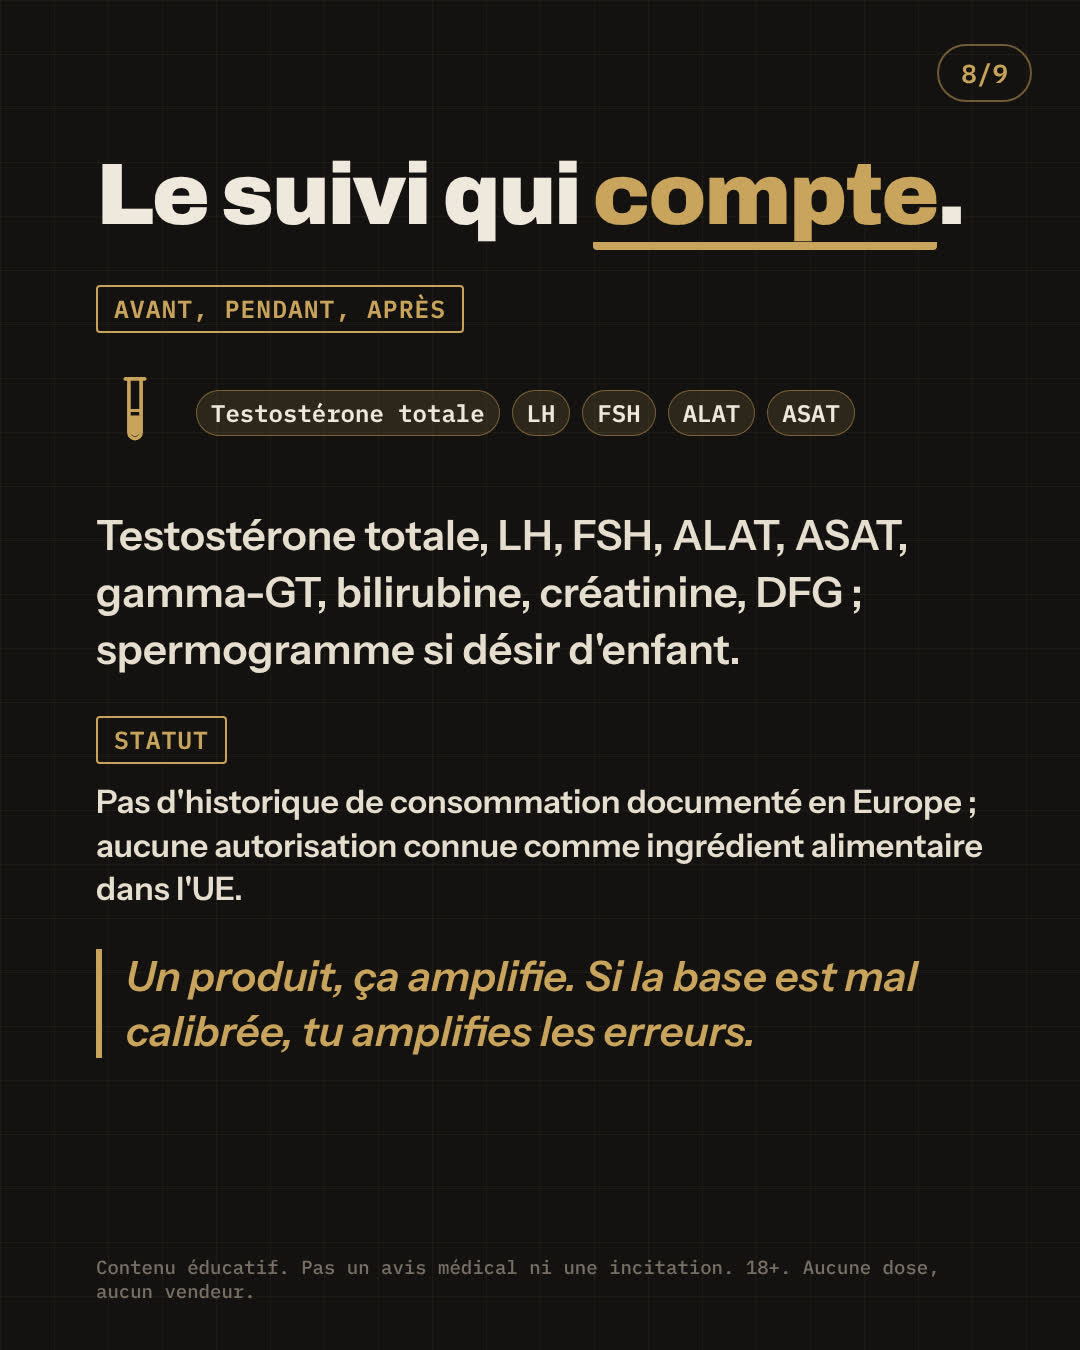 8/9
Le suivi qui compte.
AVANT, PENDANT, APRÈS
Testostérone totale LH FSH ALAT ASAT
Testostérone totale, LH, FSH, ALAT, ASAT,
gamma-GT, bilirubine, créatinine, DFG ;
spermogramme si désir d'enfant.
STATUT
Pas d'historique de consommation documenté en Europe ;
aucune autorisation connue comme ingrédient alimentaire
dans l'UE.
Un produit, ça amplifie. Si la base est mal
calibrée, tu amplifies les erreurs.
Contenu éducatif. Pas un avis médical ni une incitation. 18+. Aucune dose,
aucun vendeur.